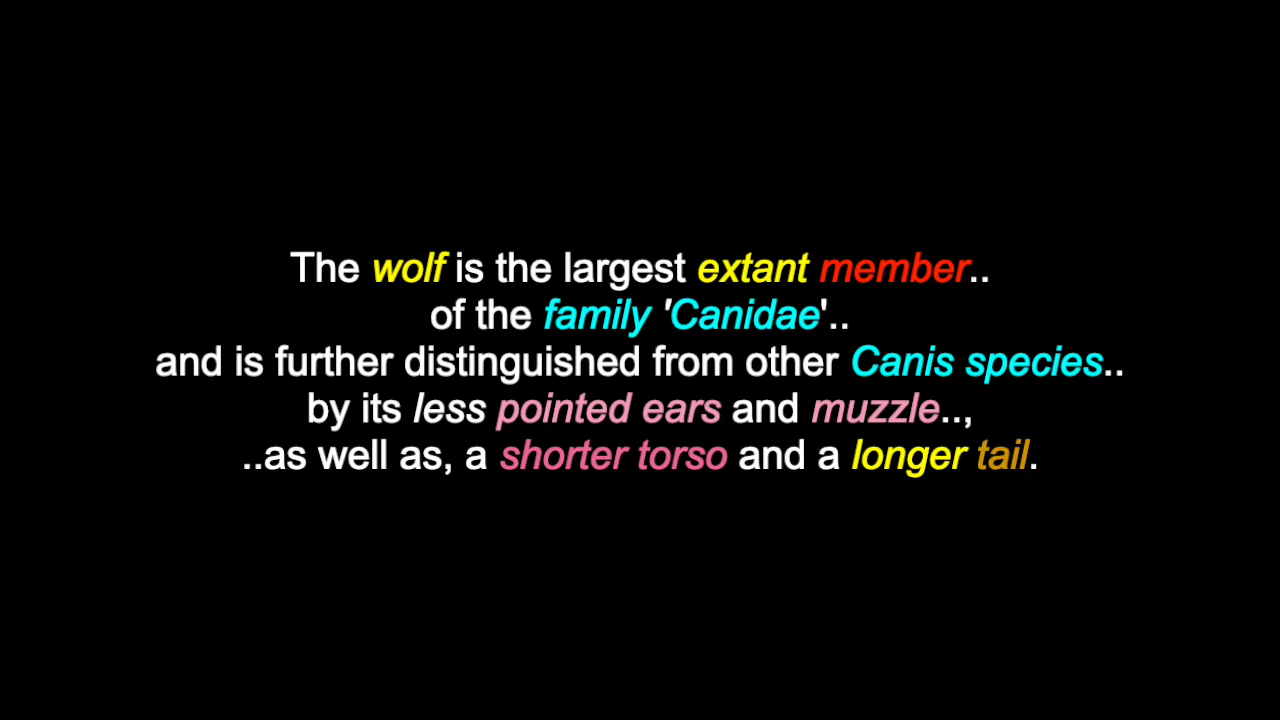 The wolf is the largest extant member..
of the family 'Canidae'..
and is further distinguished from other Canis species..
by its less pointed ears and muzzle..,
..as well as, a shorter torso and a longer tail.